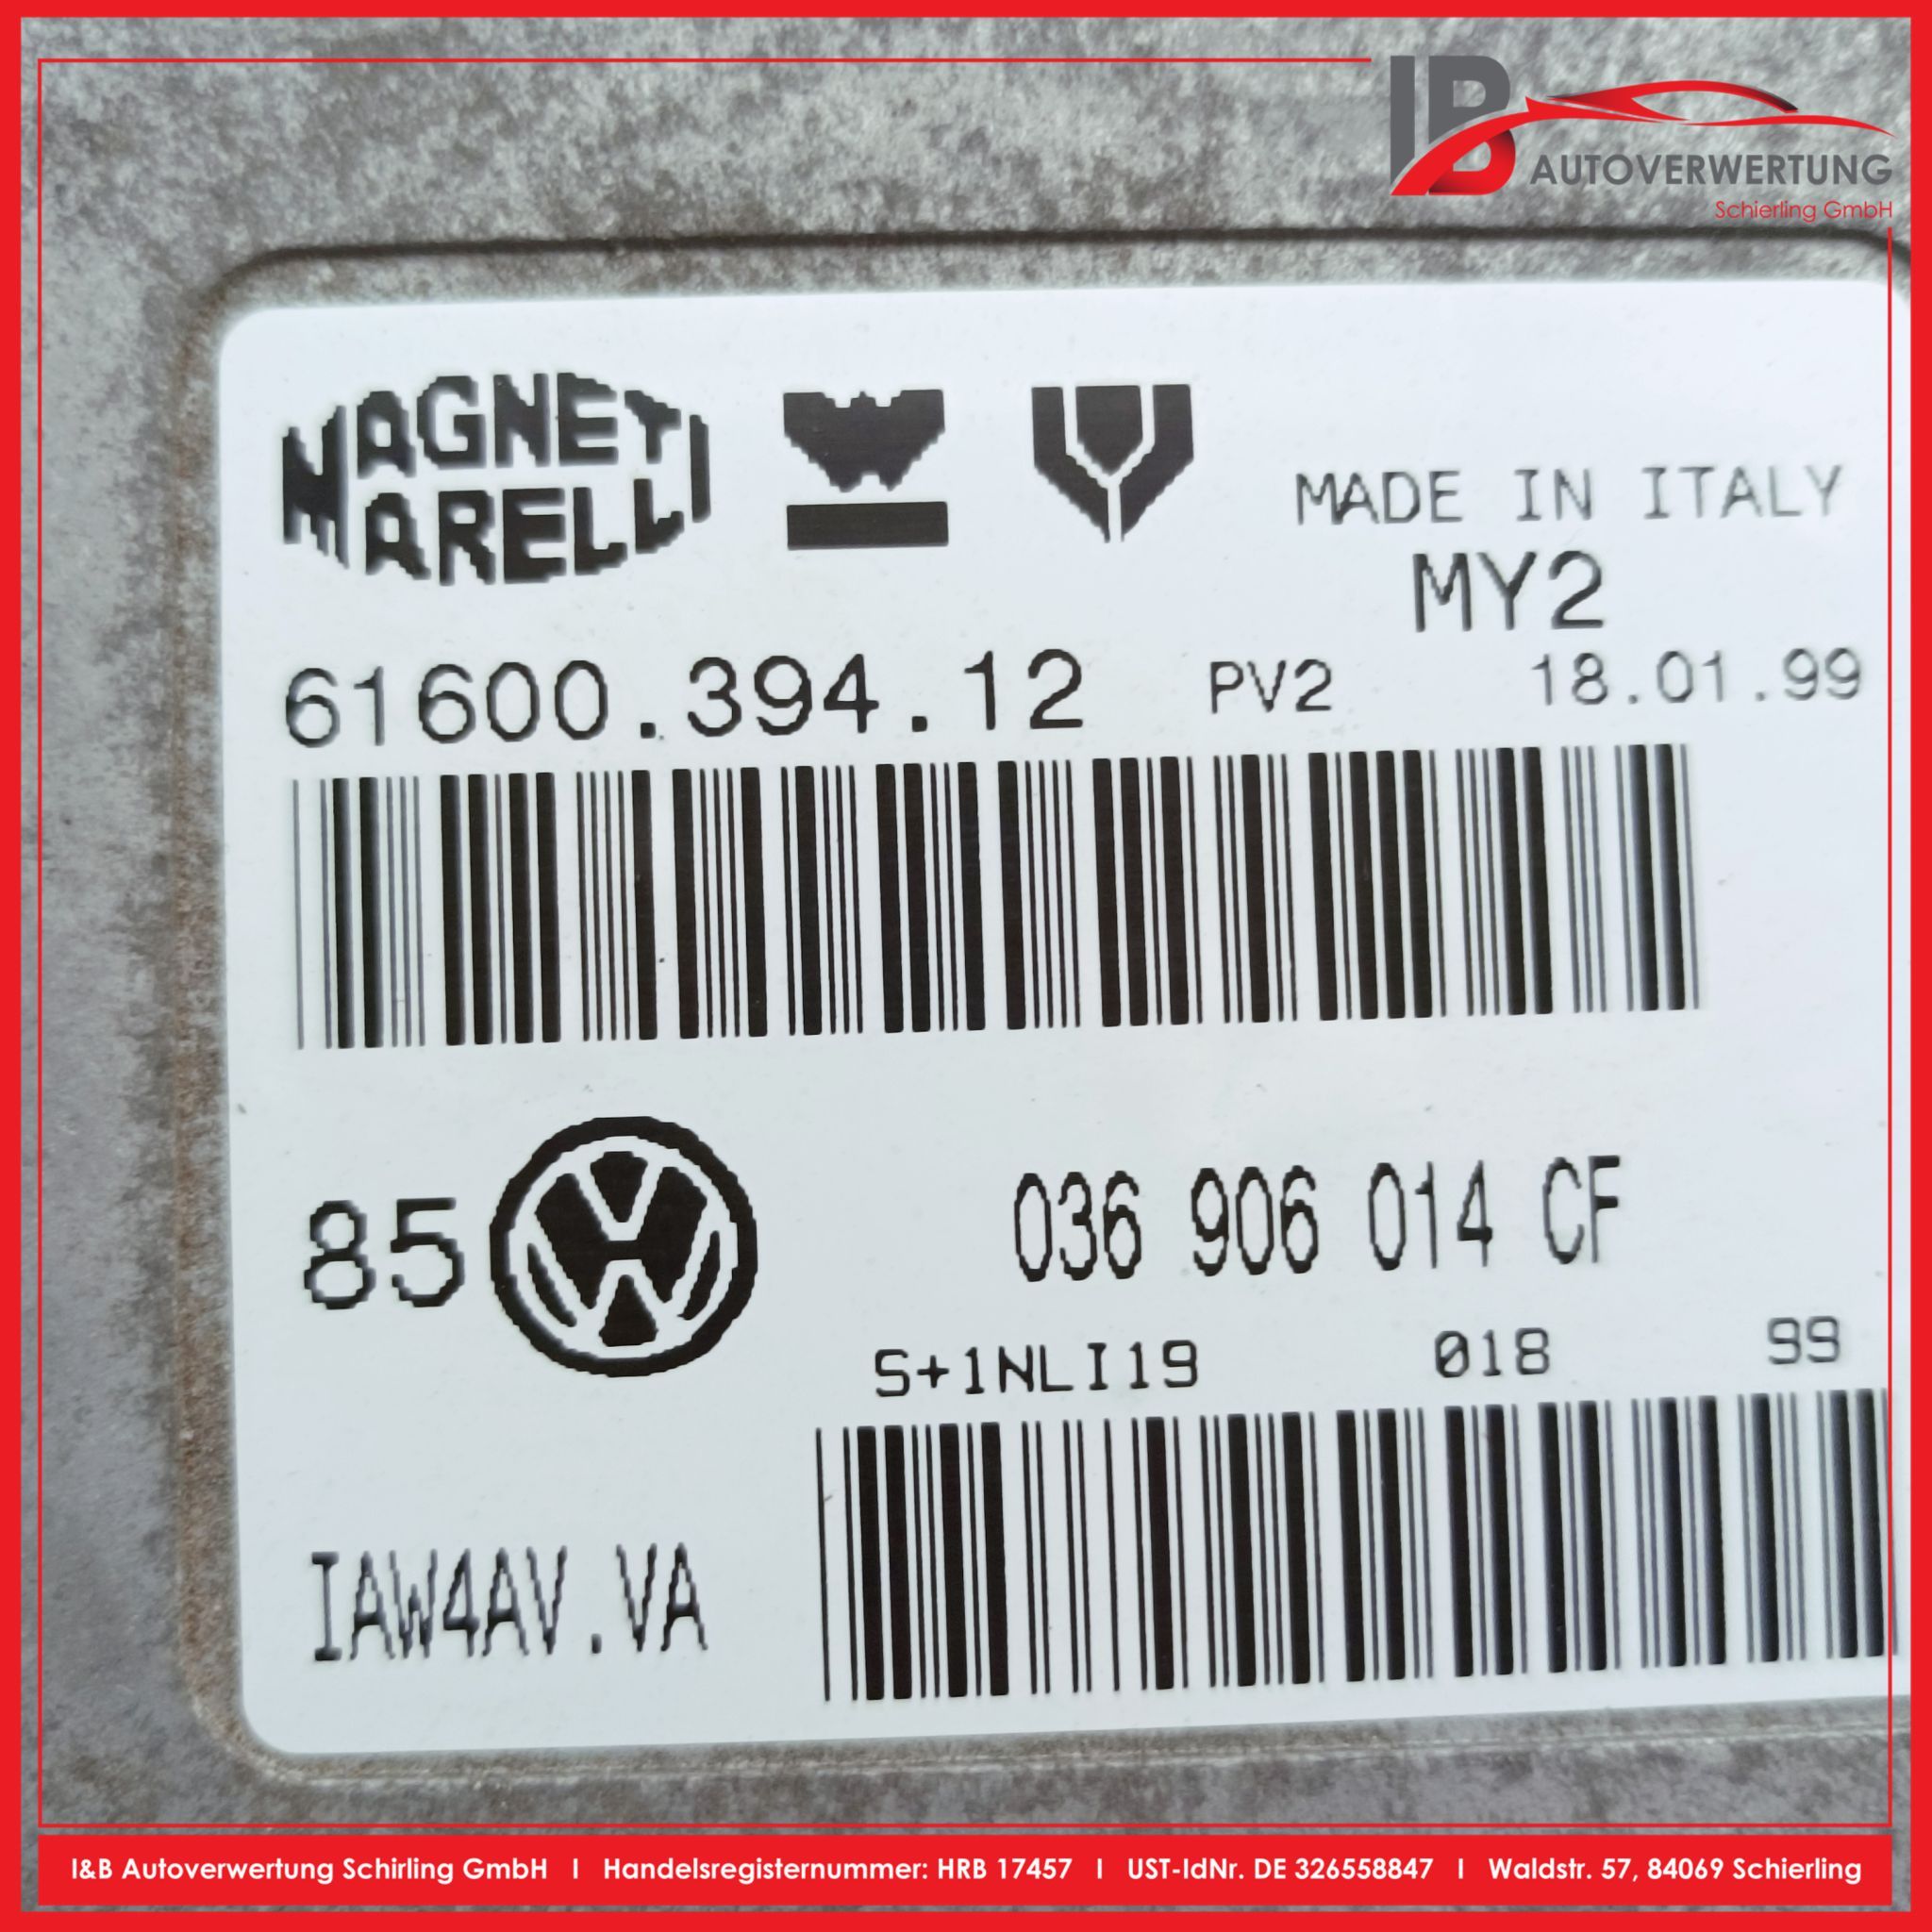 IB
AUTOVERWERTUNG
Schierling GmbH
MAGNETI
MARELLI
MADE IN ITALY
MY2
61600.394.12 PV2 18.01.99
85 VW 036 906 014 CF
S+1NLI19 018 99
IAW4AV.VA
I&B Autoverwertung Schirling GmbH I Handelsregisternummer: HRB 17457 I UST-IdNr. DE 326558847 I Waldstr. 57, 84069 Schierling